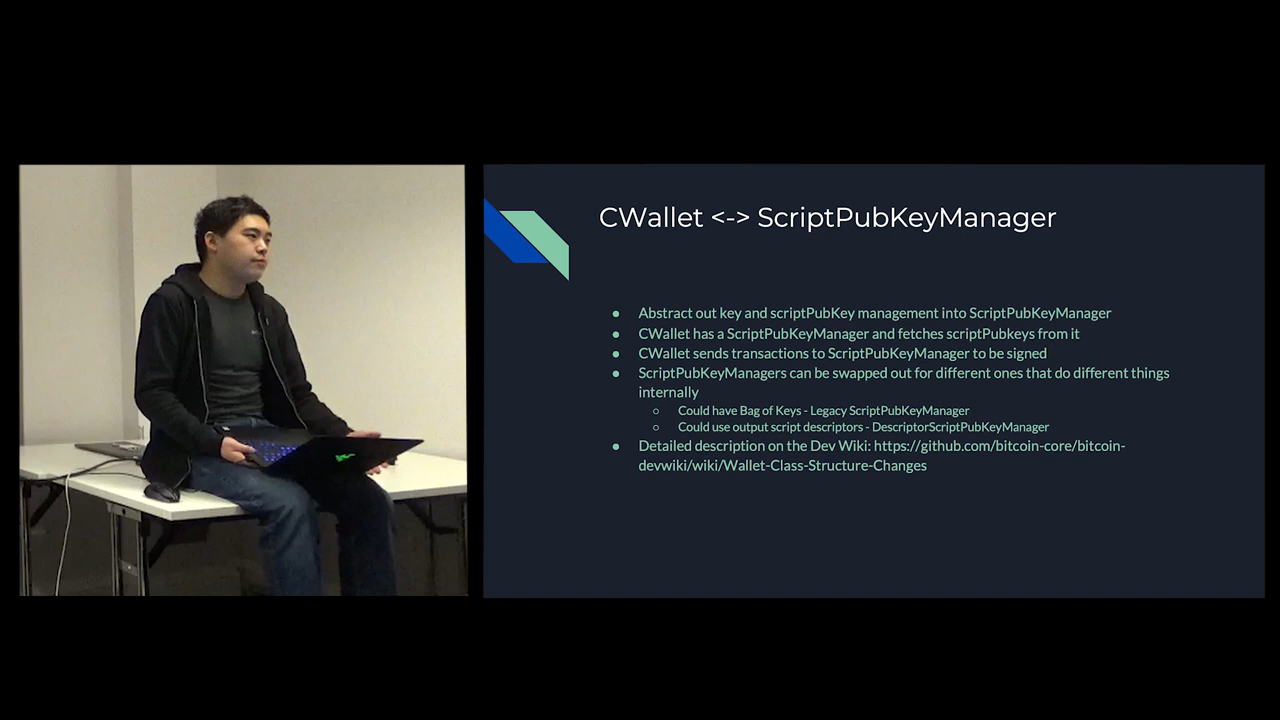 CWallet <-> ScriptPubKeyManager
● Abstract out key and scriptPubKey management into ScriptPubKeyManager
● CWallet has a ScriptPubKeyManager and fetches scriptPubkeys from it
● CWallet sends transactions to ScriptPubKeyManager to be signed
● ScriptPubKeyManagers can be swapped out for different ones that do different things
internally
○ Could have Bag of Keys - Legacy ScriptPubKeyManager
○ Could use output script descriptors - DescriptorScriptPubKeyManager
● Detailed description on the Dev Wiki: https://github.com/bitcoin-core/bitcoin-
devwiki/wiki/Wallet-Class-Structure-Changes